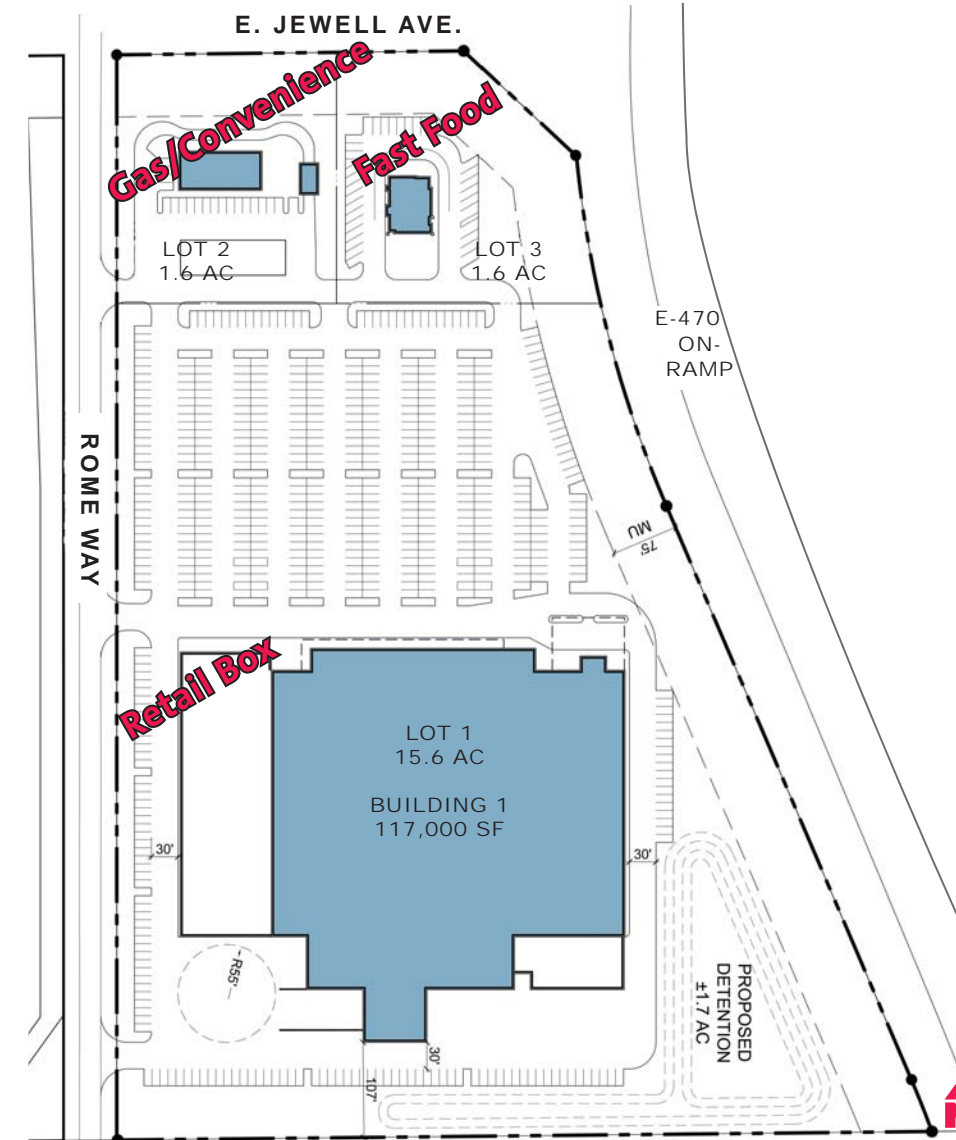 E. JEWELL AVE.
Gas/Convenience
Fast Food
LOT 2
1.6 AC
LOT 3
1.6 AC
E-470
ON-
RAMP
ROME WAY
MU
75'
Retail Box
LOT 1
15.6 AC
BUILDING 1
117,000 SF
30'
30'
R55'
PROPOSED
DETENTION
±1.7 AC
30'
107'